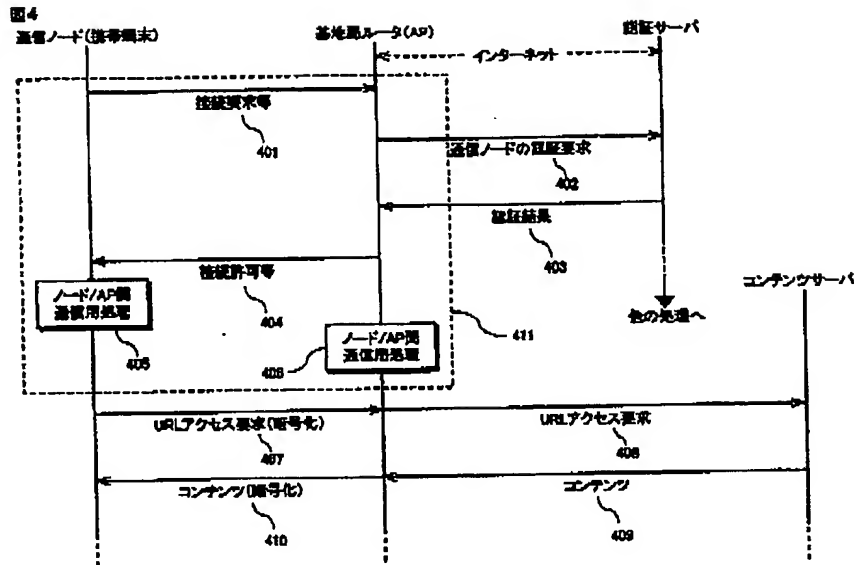 図4
通信ノード(携帯端末)
基地局ルータ(AP)
認証サーバ
インターネット
接続要求等
401
通信ノードの認証要求
402
認証結果
403
接続許可等
404
コンテンツサーバ
ノード/AP間
通信用処理
405
他の処理へ
411
ノード/AP間
通信用処理
406
URLアクセス要求(暗号化)
407
URLアクセス要求
408
コンテンツ(暗号化)
410
コンテンツ
409